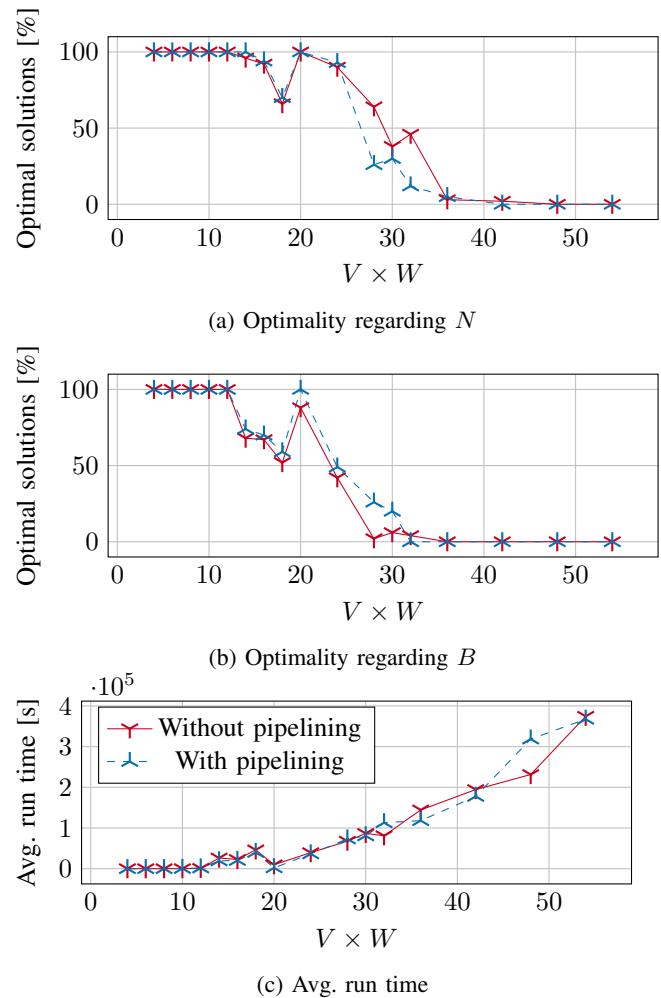 Optimal solutions [%]
100
50
0
0 10 20 30 40 50
V × W
(a) Optimality regarding N
Optimal solutions [%]
100
50
0
0 10 20 30 40 50
V × W
(b) Optimality regarding B
·10⁵
Avg. run time [s]
4
3
2
1
0
Without pipelining
With pipelining
0 10 20 30 40 50
V × W
(c) Avg. run time